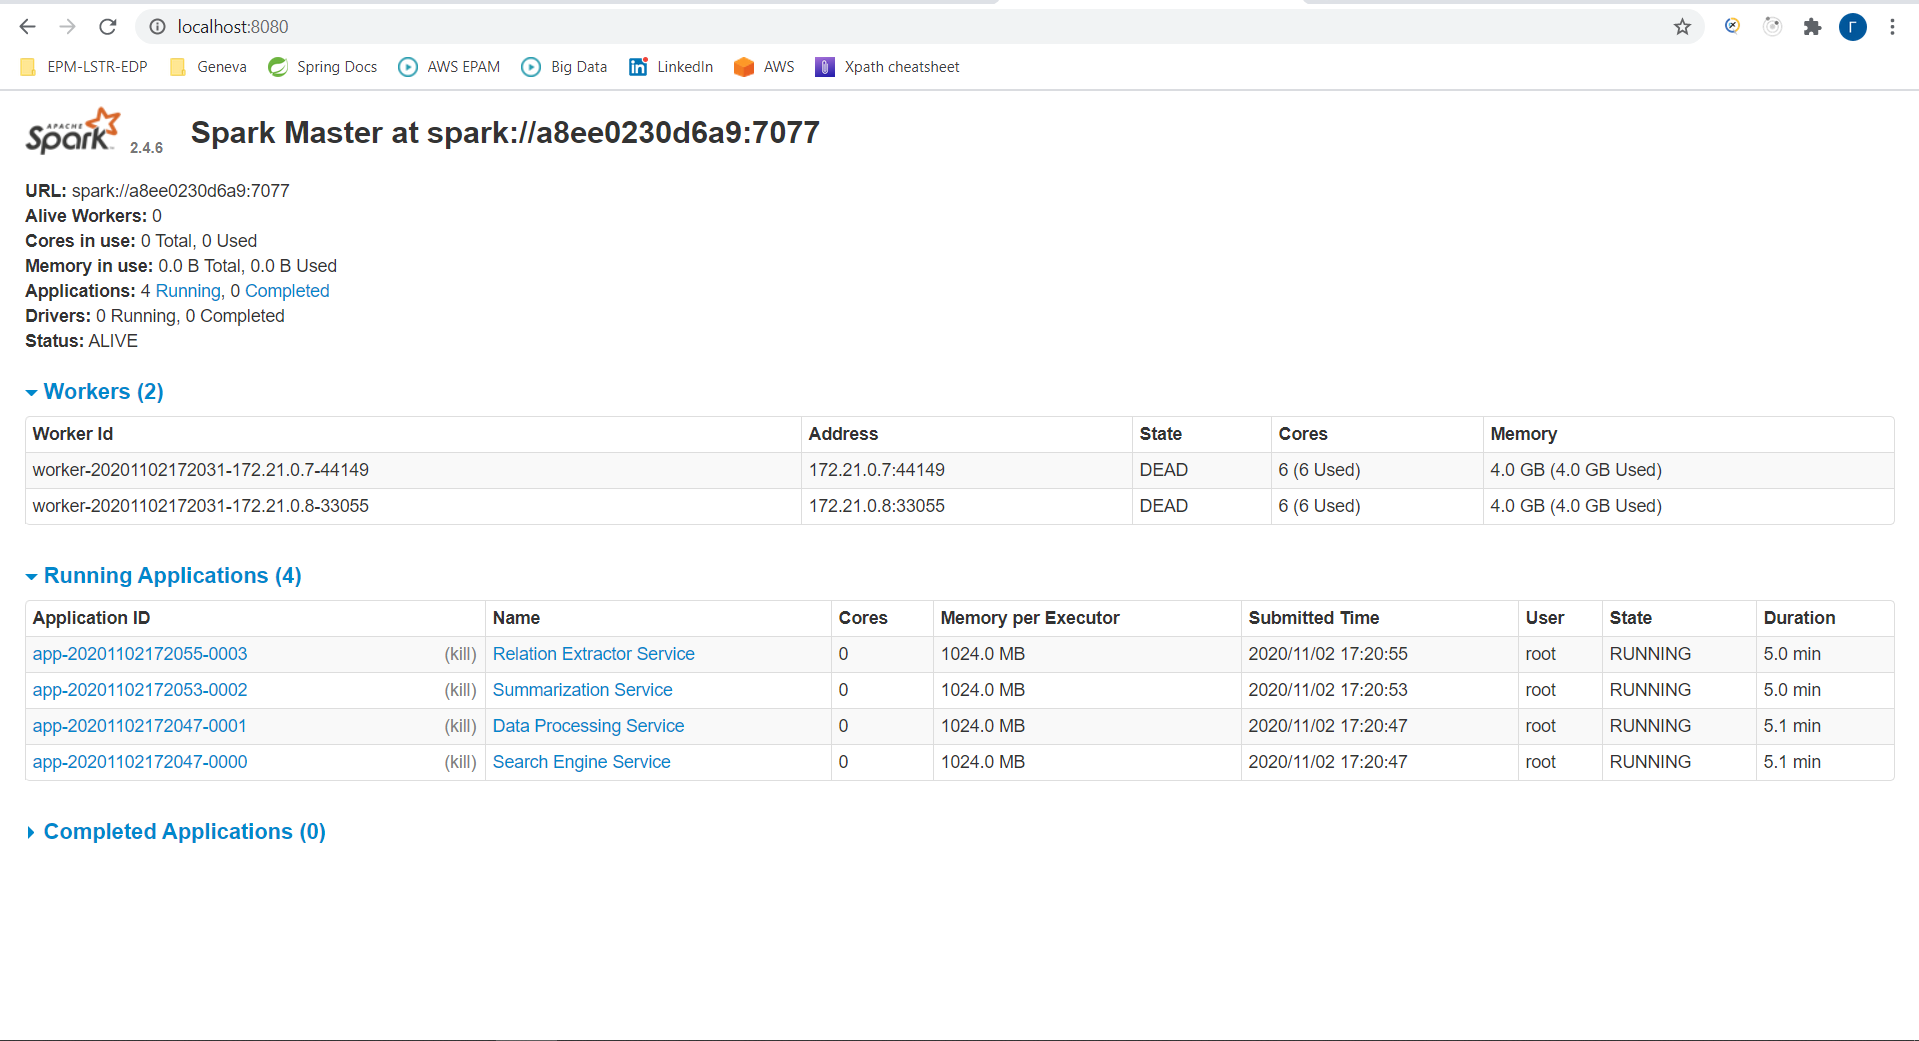 localhost:8080
Г
EPM-LSTR-EDP Geneva Spring Docs AWS EPAM Big Data LinkedIn AWS Xpath cheatsheet
APACHE Spark 2.4.6 Spark Master at spark://a8ee0230d6a9:7077
URL: spark://a8ee0230d6a9:7077
Alive Workers: 0
Cores in use: 0 Total, 0 Used
Memory in use: 0.0 B Total, 0.0 B Used
Applications: 4 Running, 0 Completed
Drivers: 0 Running, 0 Completed
Status: ALIVE
Workers (2)
Worker Id Address State Cores Memory
worker-20201102172031-172.21.0.7-44149 172.21.0.7:44149 DEAD 6 (6 Used) 4.0 GB (4.0 GB Used)
worker-20201102172031-172.21.0.8-33055 172.21.0.8:33055 DEAD 6 (6 Used) 4.0 GB (4.0 GB Used)
Running Applications (4)
Application ID Name Cores Memory per Executor Submitted Time User State Duration
app-20201102172055-0003 (kill) Relation Extractor Service 0 1024.0 MB 2020/11/02 17:20:55 root RUNNING 5.0 min
app-20201102172053-0002 (kill) Summarization Service 0 1024.0 MB 2020/11/02 17:20:53 root RUNNING 5.0 min
app-20201102172047-0001 (kill) Data Processing Service 0 1024.0 MB 2020/11/02 17:20:47 root RUNNING 5.1 min
app-20201102172047-0000 (kill) Search Engine Service 0 1024.0 MB 2020/11/02 17:20:47 root RUNNING 5.1 min
Completed Applications (0)